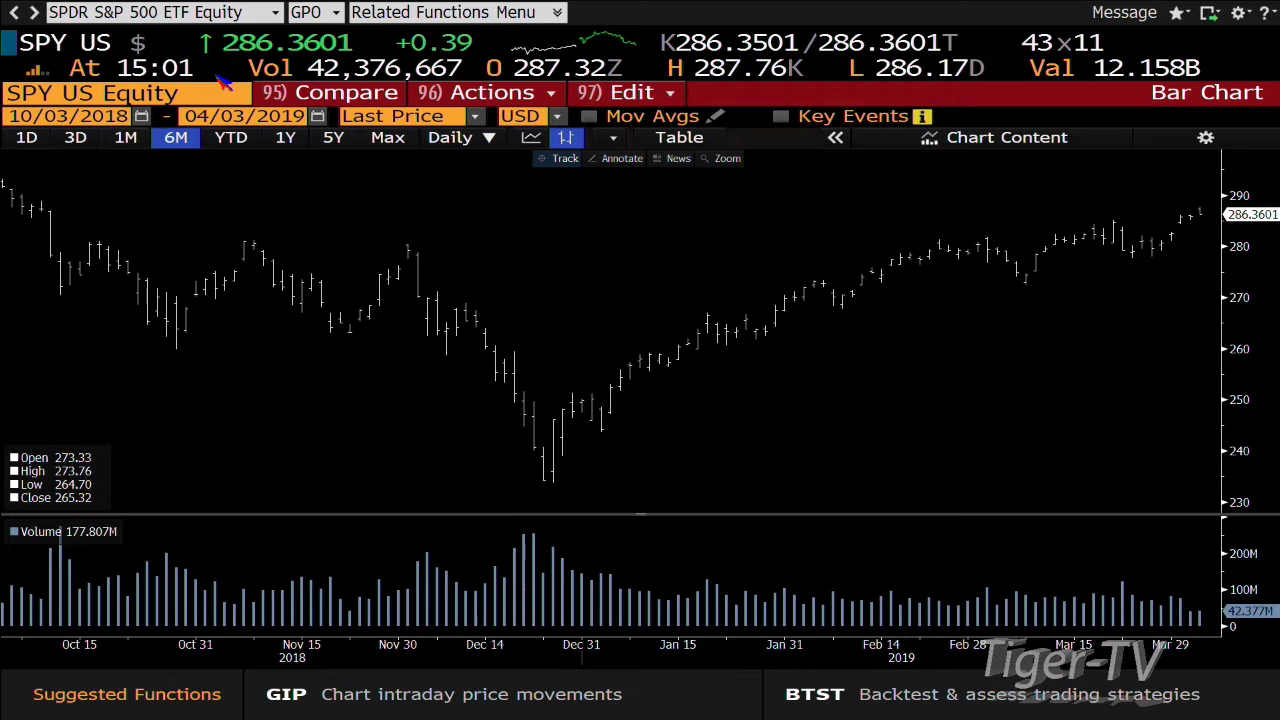 SPDR S&P 500 ETF Equity GPO Related Functions Menu Message ?
SPY US $ ↑ 286.3601 +0.39 K286.3501/286.3601T 43x11
At 15:01 Vol 42,376,667 O 287.32Z H 287.76K L 286.17D Val 12.158B
SPY US Equity 95) Compare 96) Actions 97) Edit Bar Chart
10/03/2018 - 04/03/2019 Last Price USD Mov Avgs Key Events i
1D 3D 1M 6M YTD 1Y 5Y Max Daily ▼ Table « Chart Content
Track Annotate News Zoom
290
286.3601
280
270
260
250
240
230
Open 273.33
High 273.76
Low 264.70
Close 265.32
Volume 177.807M
200M
100M
42.377M
0
Oct 15 Oct 31 Nov 15 Nov 30 Dec 14 Dec 31 Jan 15 Jan 31 Feb 14 Feb 28 Mar 15 Mar 29
2018 2019
Tiger-TV
Suggested Functions GIP Chart intraday price movements BTST Backtest & assess trading strategies